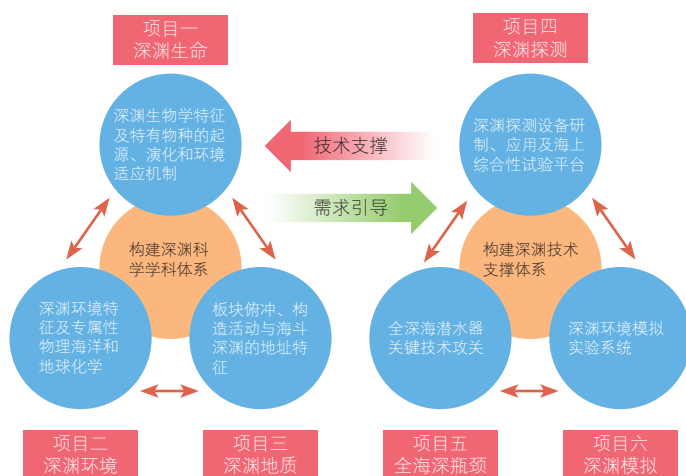 项目一
深渊生命
深渊生物学特征
及特有物种的起
源、演化和环境
适应机制
构建深渊科
学学科体系
深渊环境特
征及专属性
物理海洋和
地球化学
板块俯冲、构
造活动与海斗
深渊的地址特
征
项目二
深渊环境
项目三
深渊地质
技术支撑
需求引导
项目四
深渊探测
深渊探测设备研
制、应用及海上
综合性试验平台
构建深渊技术
支撑体系
全深海潜水器
关键技术攻关
深渊环境模拟
实验系统
项目五
全海深瓶颈
项目六
深渊模拟